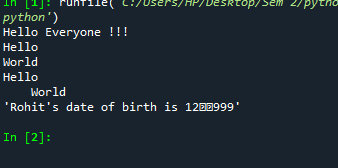 In [1]: runfile('C:/Users/HP/Desktop/Sem 2/python
python')
Hello Everyone !!!
Hello
World
Hello
    World
'Rohit's date of birth is 12�999'
In [2]: